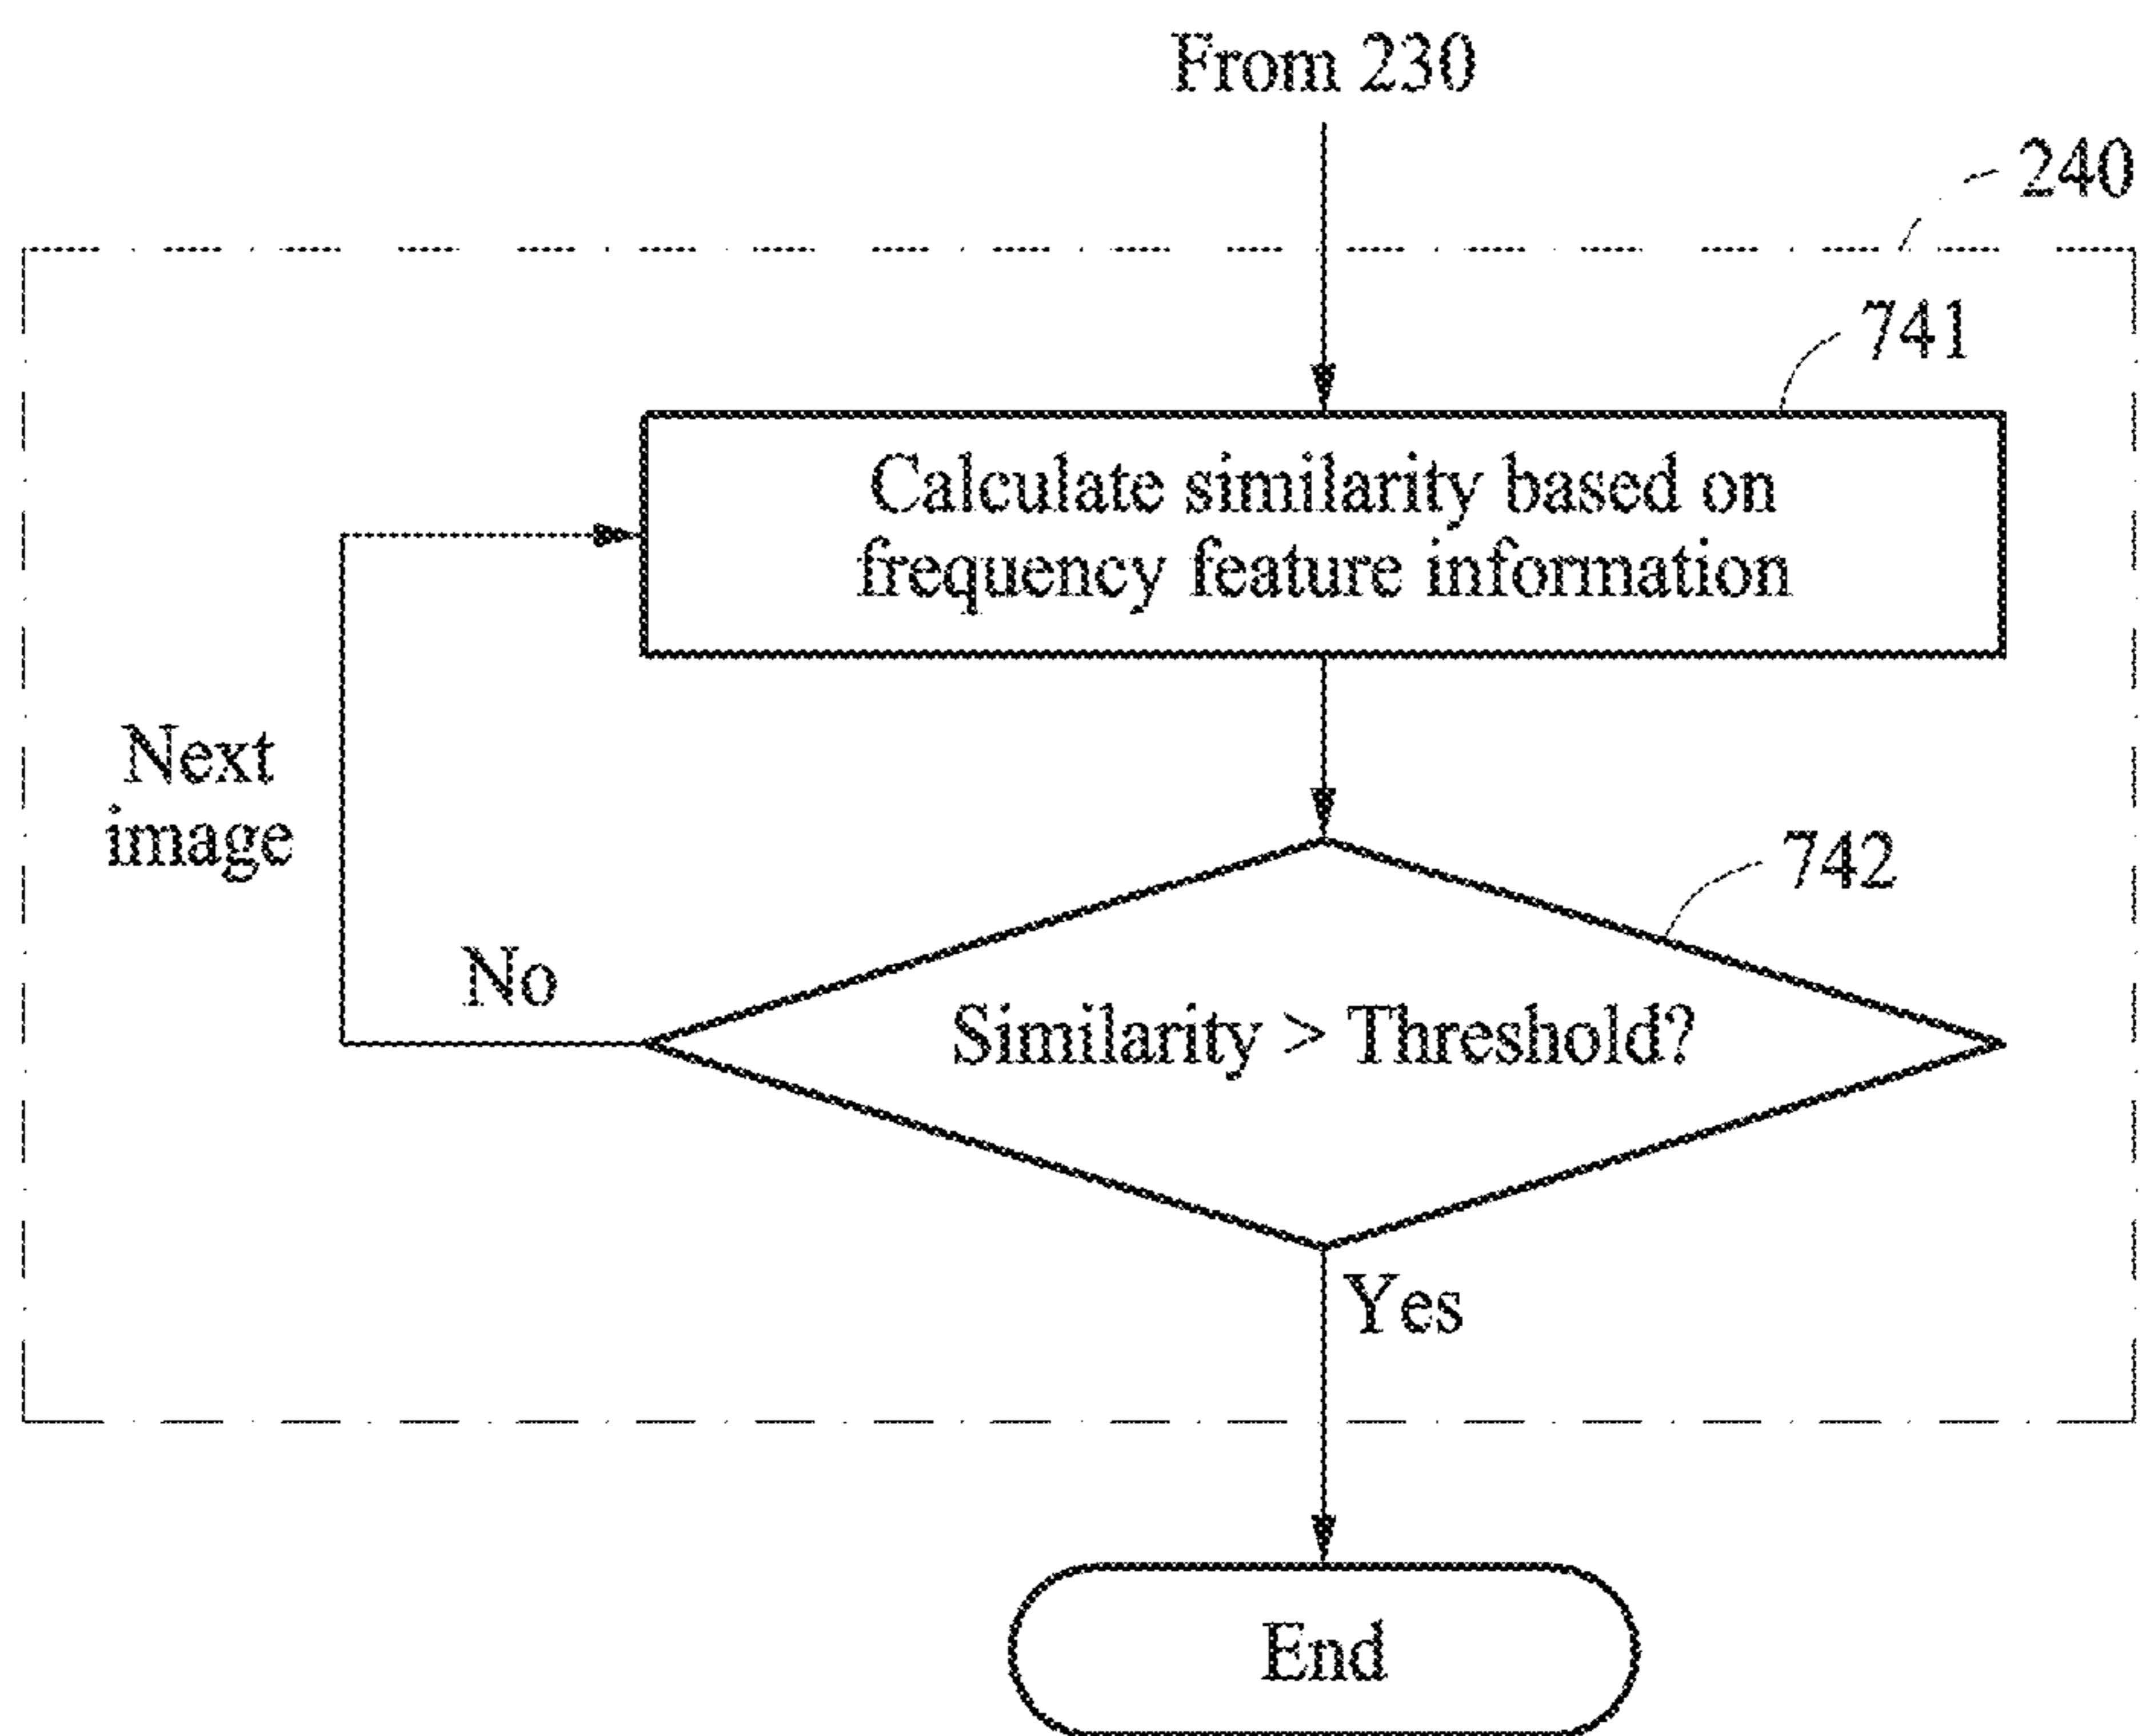 From 230
240
741
Calculate similarity based on
frequency feature information
Next
image
742
No
Similarity > Threshold?
Yes
End